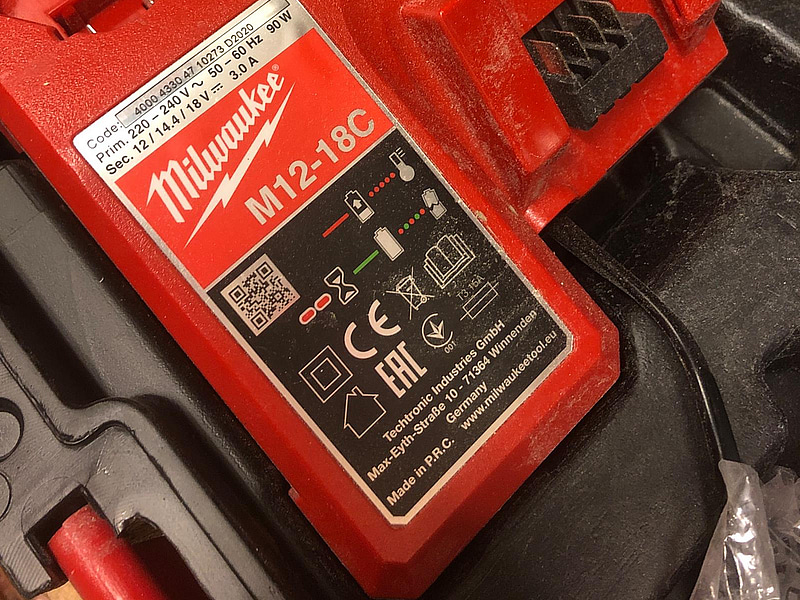 Code: 4000 4330 47 10273 D2020
Prim. 220 – 240 V ~ 50 – 60 Hz 90 W
Sec. 12 / 14.4 / 18 V ⎓ 3.0 A
Milwaukee®
M12-18C
T3.15A
CE
001
EAC
Techtronic Industries GmbH
Max-Eyth-Straße 10 - 71364 Winnenden
Germany
www.milwaukeetool.eu
Made in P.R.C.